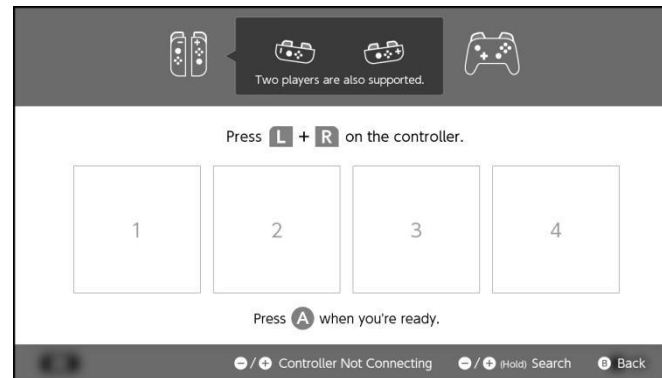 Two players are also supported.
Press L + R on the controller.
1 2 3 4
Press A when you're ready.
-/+ Controller Not Connecting -/+ (Hold) Search B Back